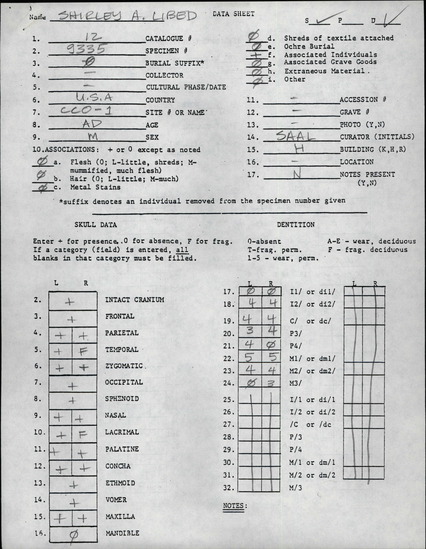 Name SHIRLEY A. LIBED DATA SHEET S ✓ P D ✓
1. 12 CATALOGUE #
2. 9335 SPECIMEN #
3. Ø BURIAL SUFFIX*
4. — COLLECTOR
5. — CULTURAL PHASE/DATE
6. U.S.A COUNTRY
7. CCO-1 SITE # OR NAME
8. AD AGE
9. M SEX
10. ASSOCIATIONS: + or 0 except as noted
Ø a. Flesh (0; L-little, shreds; M-
mummified, much flesh)
Ø b. Hair (0; L-little; M-much)
Ø c. Metal Stains
Ø d. Shreds of textile attached
Ø e. Ochre Burial
+ f. Associated Individuals
Ø g. Associated Grave Goods
Ø h. Extraneous Material.
Ø i. Other
11. — ACCESSION #
12. — GRAVE #
13. — PHOTO (Y,N)
14. SAAL CURATOR (INITIALS)
15. H BUILDING (K,H,R)
16. — LOCATION
17. N NOTES PRESENT
(Y,N)
*suffix denotes an individual removed from the specimen number given
SKULL DATA
Enter + for presence, 0 for absence, F for frag.
If a category (field) is entered, all
blanks in that category must be filled.
L R
2. + INTACT CRANIUM
3. + FRONTAL
4. + + PARIETAL
5. + F TEMPORAL
6. + + ZYGOMATIC
7. + OCCIPITAL
8. + SPHENOID
9. + + NASAL
10. + F LACRIMAL
11. + + PALATINE
12. + + CONCHA
13. + ETHMOID
14. + VOMER
15. + + MAXILLA
16. Ø MANDIBLE
DENTITION
0-absent A-E - wear, deciduous
T-frag. perm. F - frag. deciduous
1-5 - wear, perm.
L R L R
17. Ø Ø I1/ or di1/
18. 4 4 I2/ or di2/
19. 4 4 C/ or dc/
20. 3 4 P3/
21. 4 Ø P4/
22. 5 5 M1/ or dm1/
23. 4 4 M2/ or dm2/
24. Ø 3 M3/
25. I/1 or di/1
26. I/2 or di/2
27. /C or /dc
28. P/3
29. P/4
30. M/1 or dm/1
31. M/2 or dm/2
32. M/3
NOTES: